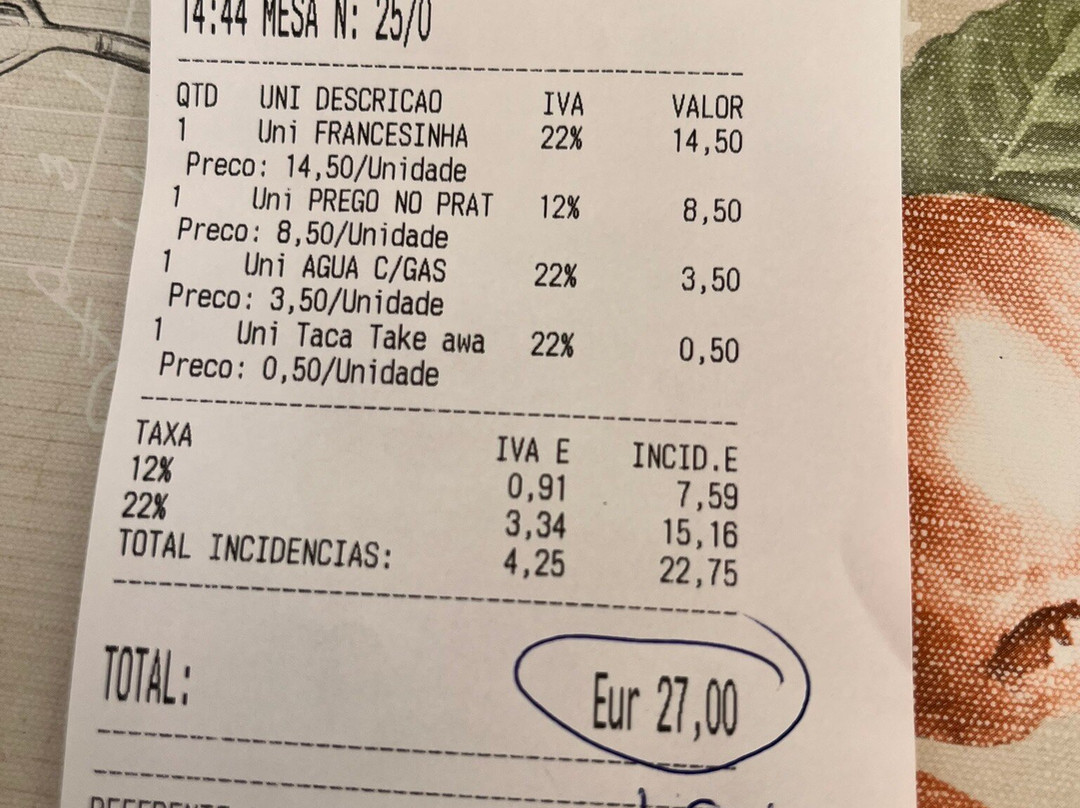 14:44 MESA N: 25/0
QTD UNI DESCRICAO IVA VALOR
1 Uni FRANCESINHA 22% 14,50
Preco: 14,50/Unidade
1 Uni PREGO NO PRAT 12% 8,50
Preco: 8,50/Unidade
1 Uni AGUA C/GAS 22% 3,50
Preco: 3,50/Unidade
1 Uni Taca Take awa 22% 0,50
Preco: 0,50/Unidade
TAXA IVA E INCID.E
12% 0,91 7,59
22% 3,34 15,16
TOTAL INCIDENCIAS: 4,25 22,75
TOTAL: Eur 27,00